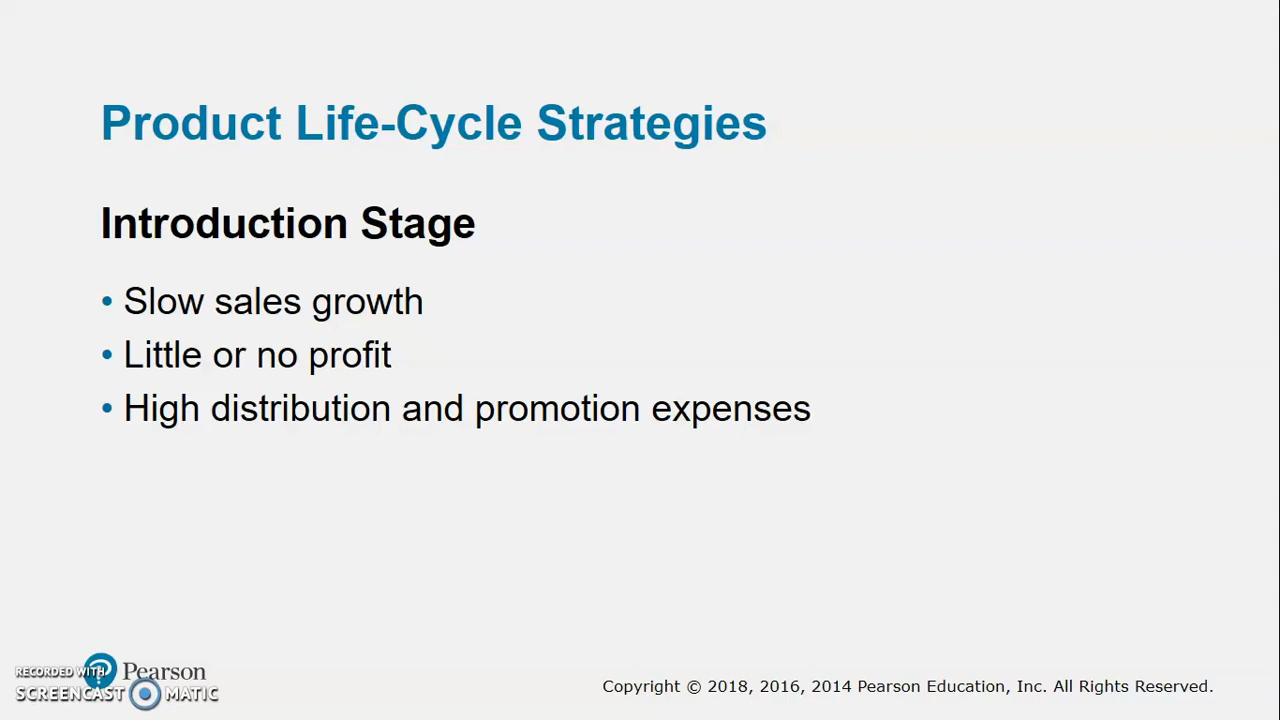 Product Life-Cycle Strategies
Introduction Stage
• Slow sales growth
• Little or no profit
• High distribution and promotion expenses
Pearson
RECORDED WITH
SCREENCAST MATIC
Copyright © 2018, 2016, 2014 Pearson Education, Inc. All Rights Reserved.